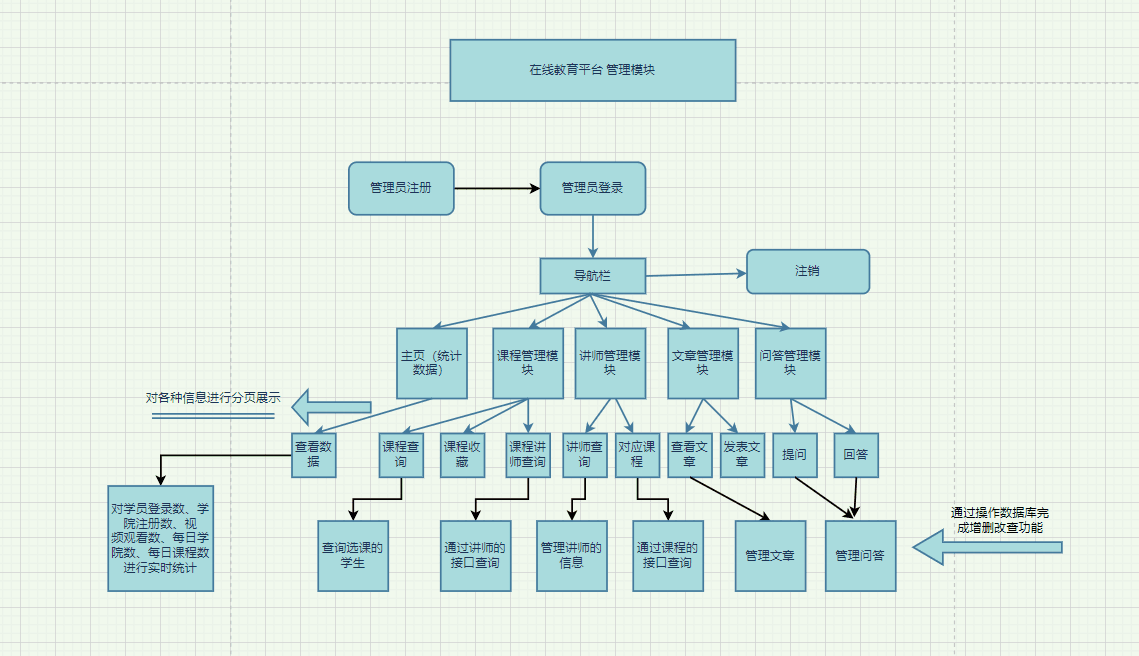 在线教育平台 管理模块
管理员注册
管理员登录
导航栏
注销
主页（统计
数据）
课程管理模
块
讲师管理模
块
文章管理模
块
问答管理模
块
对各种信息进行分页展示
查看数
据
课程查
询
课程收
藏
课程讲
师查询
讲师查
询
对应课
程
查看文
章
发表文
章
提问
回答
对学员登录数、学
院注册数、视
频观看数、每日学
院数、每日课程数
进行实时统计
查询选课的
学生
通过讲师的
接口查询
管理讲师的
信息
通过课程的
接口查询
管理文章
管理问答
通过操作数据库完
成增删改查功能